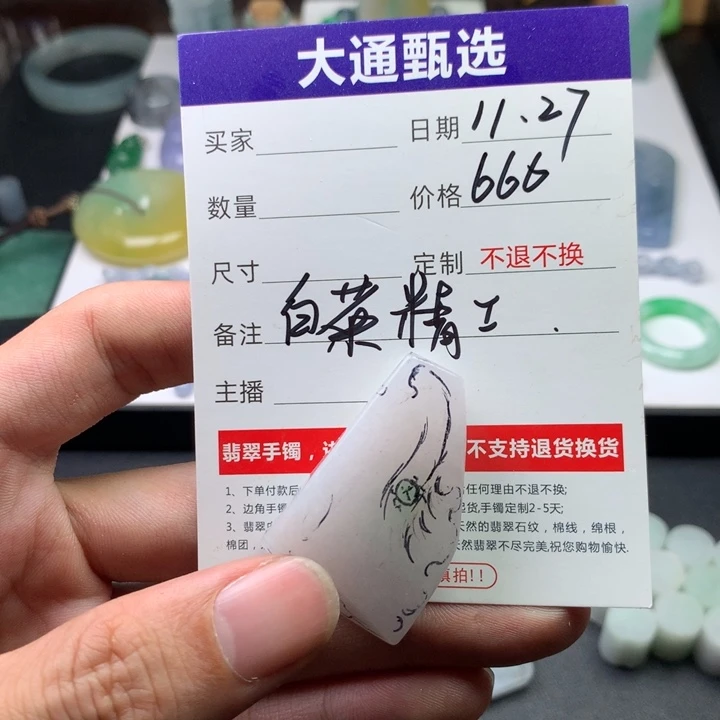 大通甄选
买家 日期 11.27
数量 价格 666
尺寸 定制 不退不换
备注 白菜精工.
主播
翡翠手镯， 不支持退货换货
1、下单付款后 任何理由不退不换;
2、边角手镯 货,手镯定制2-5天;
3、翡翠 天然的翡翠石纹，棉线，绵根，
棉团, 然翡翠不尽完美,祝您购物愉快.
慎拍!!